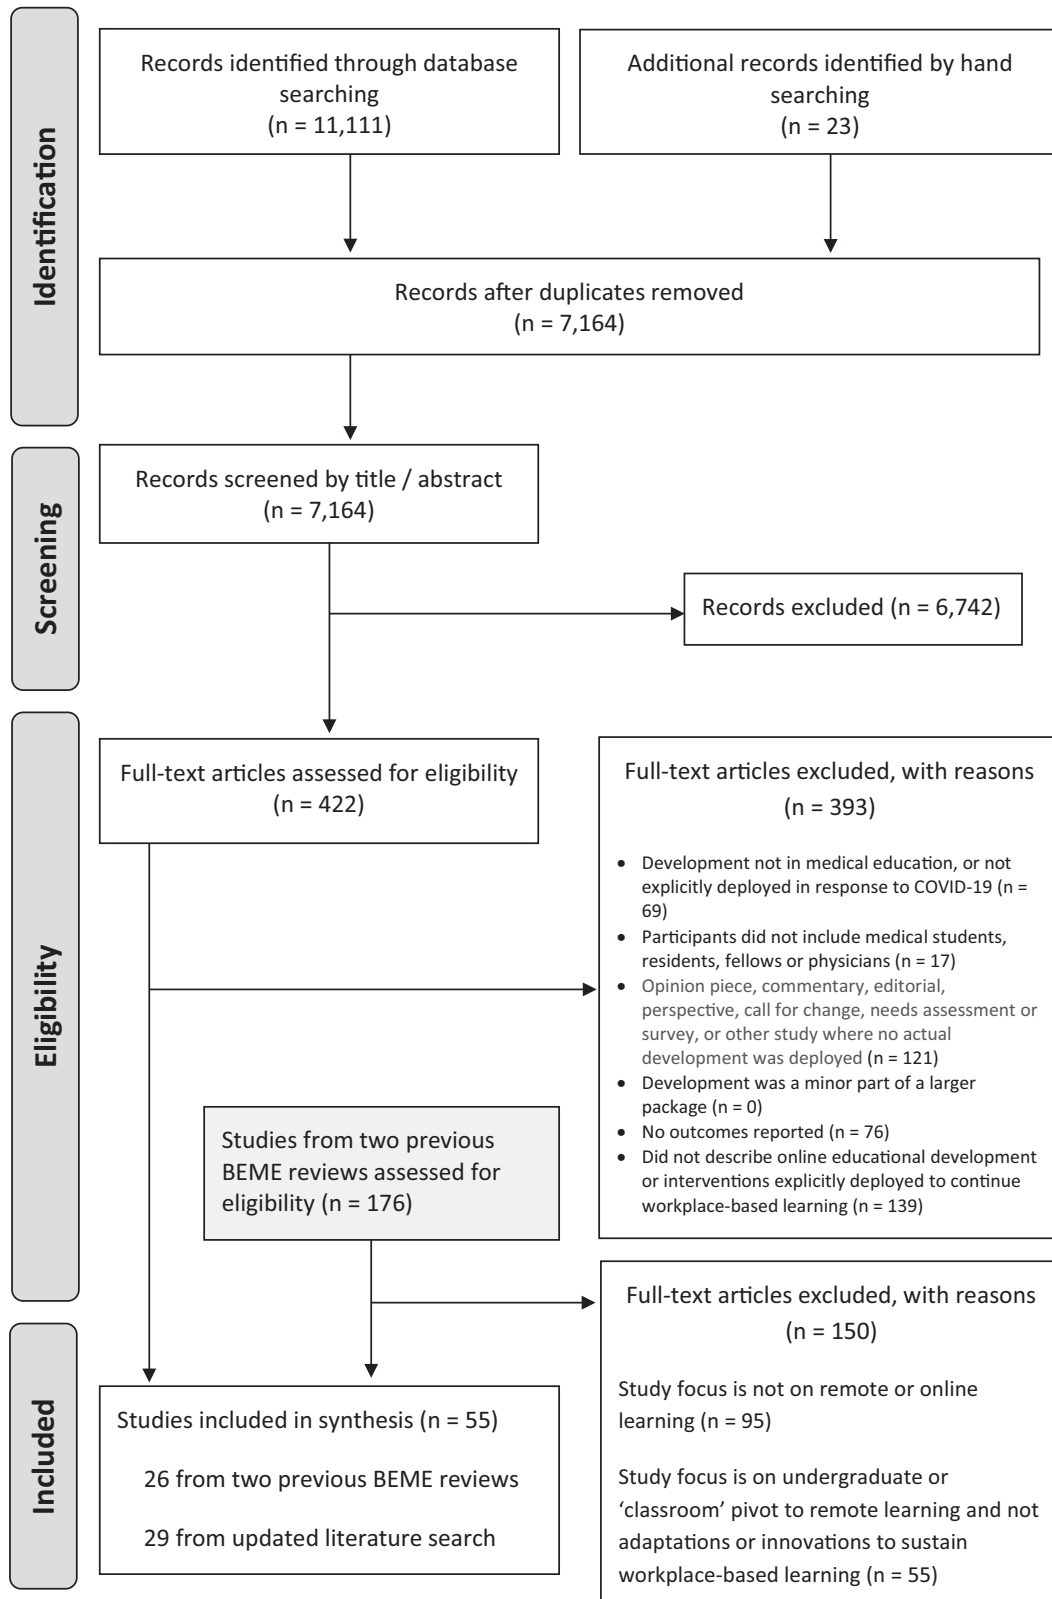 Identification
Records identified through database
searching
(n = 11,111)
Additional records identified by hand
searching
(n = 23)
Records after duplicates removed
(n = 7,164)
Screening
Records screened by title / abstract
(n = 7,164)
Records excluded (n = 6,742)
Eligibility
Full-text articles assessed for eligibility
(n = 422)
Full-text articles excluded, with reasons
(n = 393)
• Development not in medical education, or not
explicitly deployed in response to COVID-19 (n =
69)
• Participants did not include medical students,
residents, fellows or physicians (n = 17)
• Opinion piece, commentary, editorial,
perspective, call for change, needs assessment or
survey, or other study where no actual
development was deployed (n = 121)
• Development was a minor part of a larger
package (n = 0)
• No outcomes reported (n = 76)
• Did not describe online educational development
or interventions explicitly deployed to continue
workplace-based learning (n = 139)
Studies from two previous
BEME reviews assessed for
eligibility (n = 176)
Full-text articles excluded, with reasons
(n = 150)
Study focus is not on remote or online
learning (n = 95)
Study focus is on undergraduate or
‘classroom’ pivot to remote learning and not
adaptations or innovations to sustain
workplace-based learning (n = 55)
Included
Studies included in synthesis (n = 55)
26 from two previous BEME reviews
29 from updated literature search